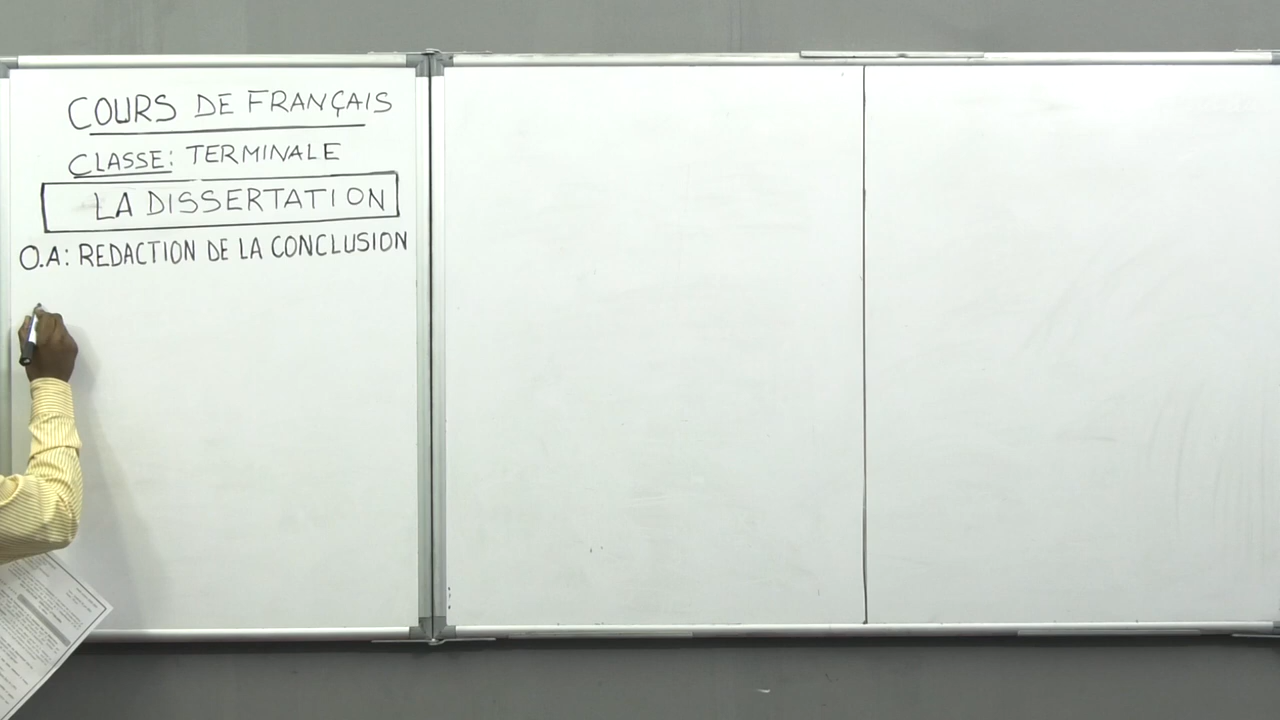 COURS DE FRANÇAIS
CLASSE: TERMINALE
LA DISSERTATION
O.A: REDACTION DE LA CONCLUSION